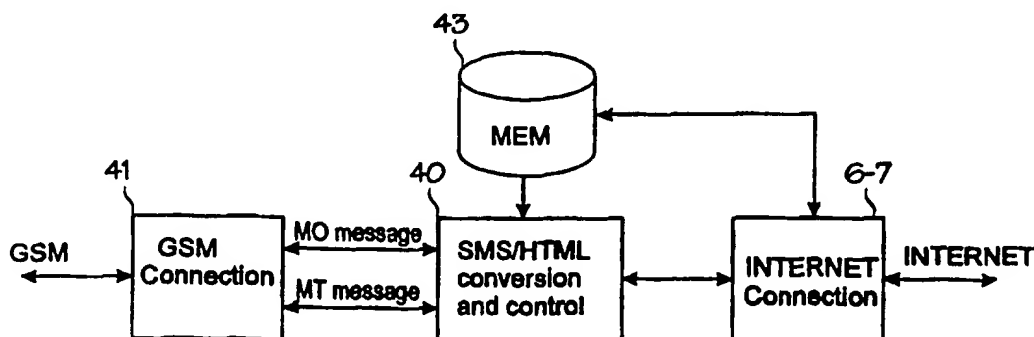 43
MEM
41
40
6-7
GSM
GSM
Connection
MO message
MT message
SMS/HTML
conversion
and control
INTERNET
Connection
INTERNET